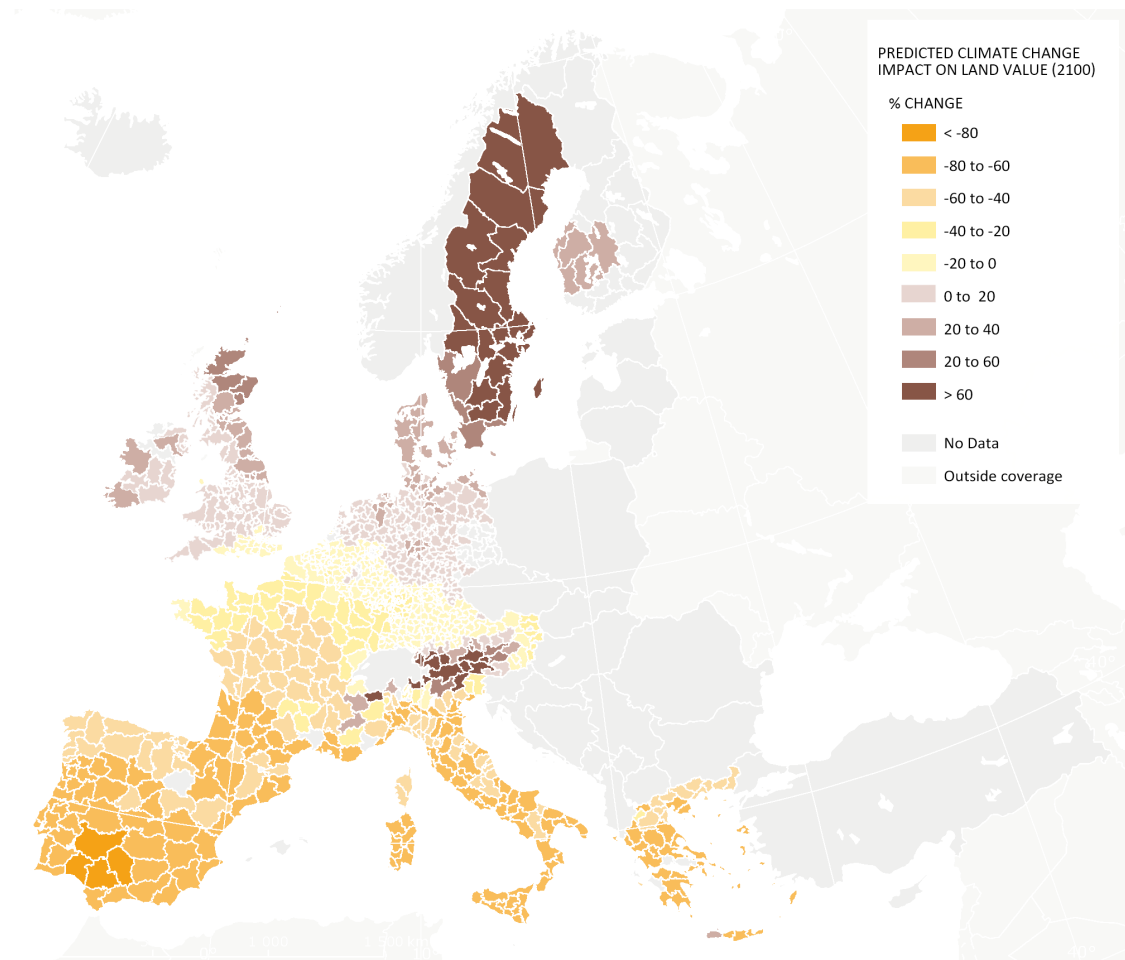 PREDICTED CLIMATE CHANGE
IMPACT ON LAND VALUE (2100)
% CHANGE
< -80
-80 to -60
-60 to -40
-40 to -20
-20 to 0
0 to 20
20 to 40
20 to 60
> 60
No Data
Outside coverage